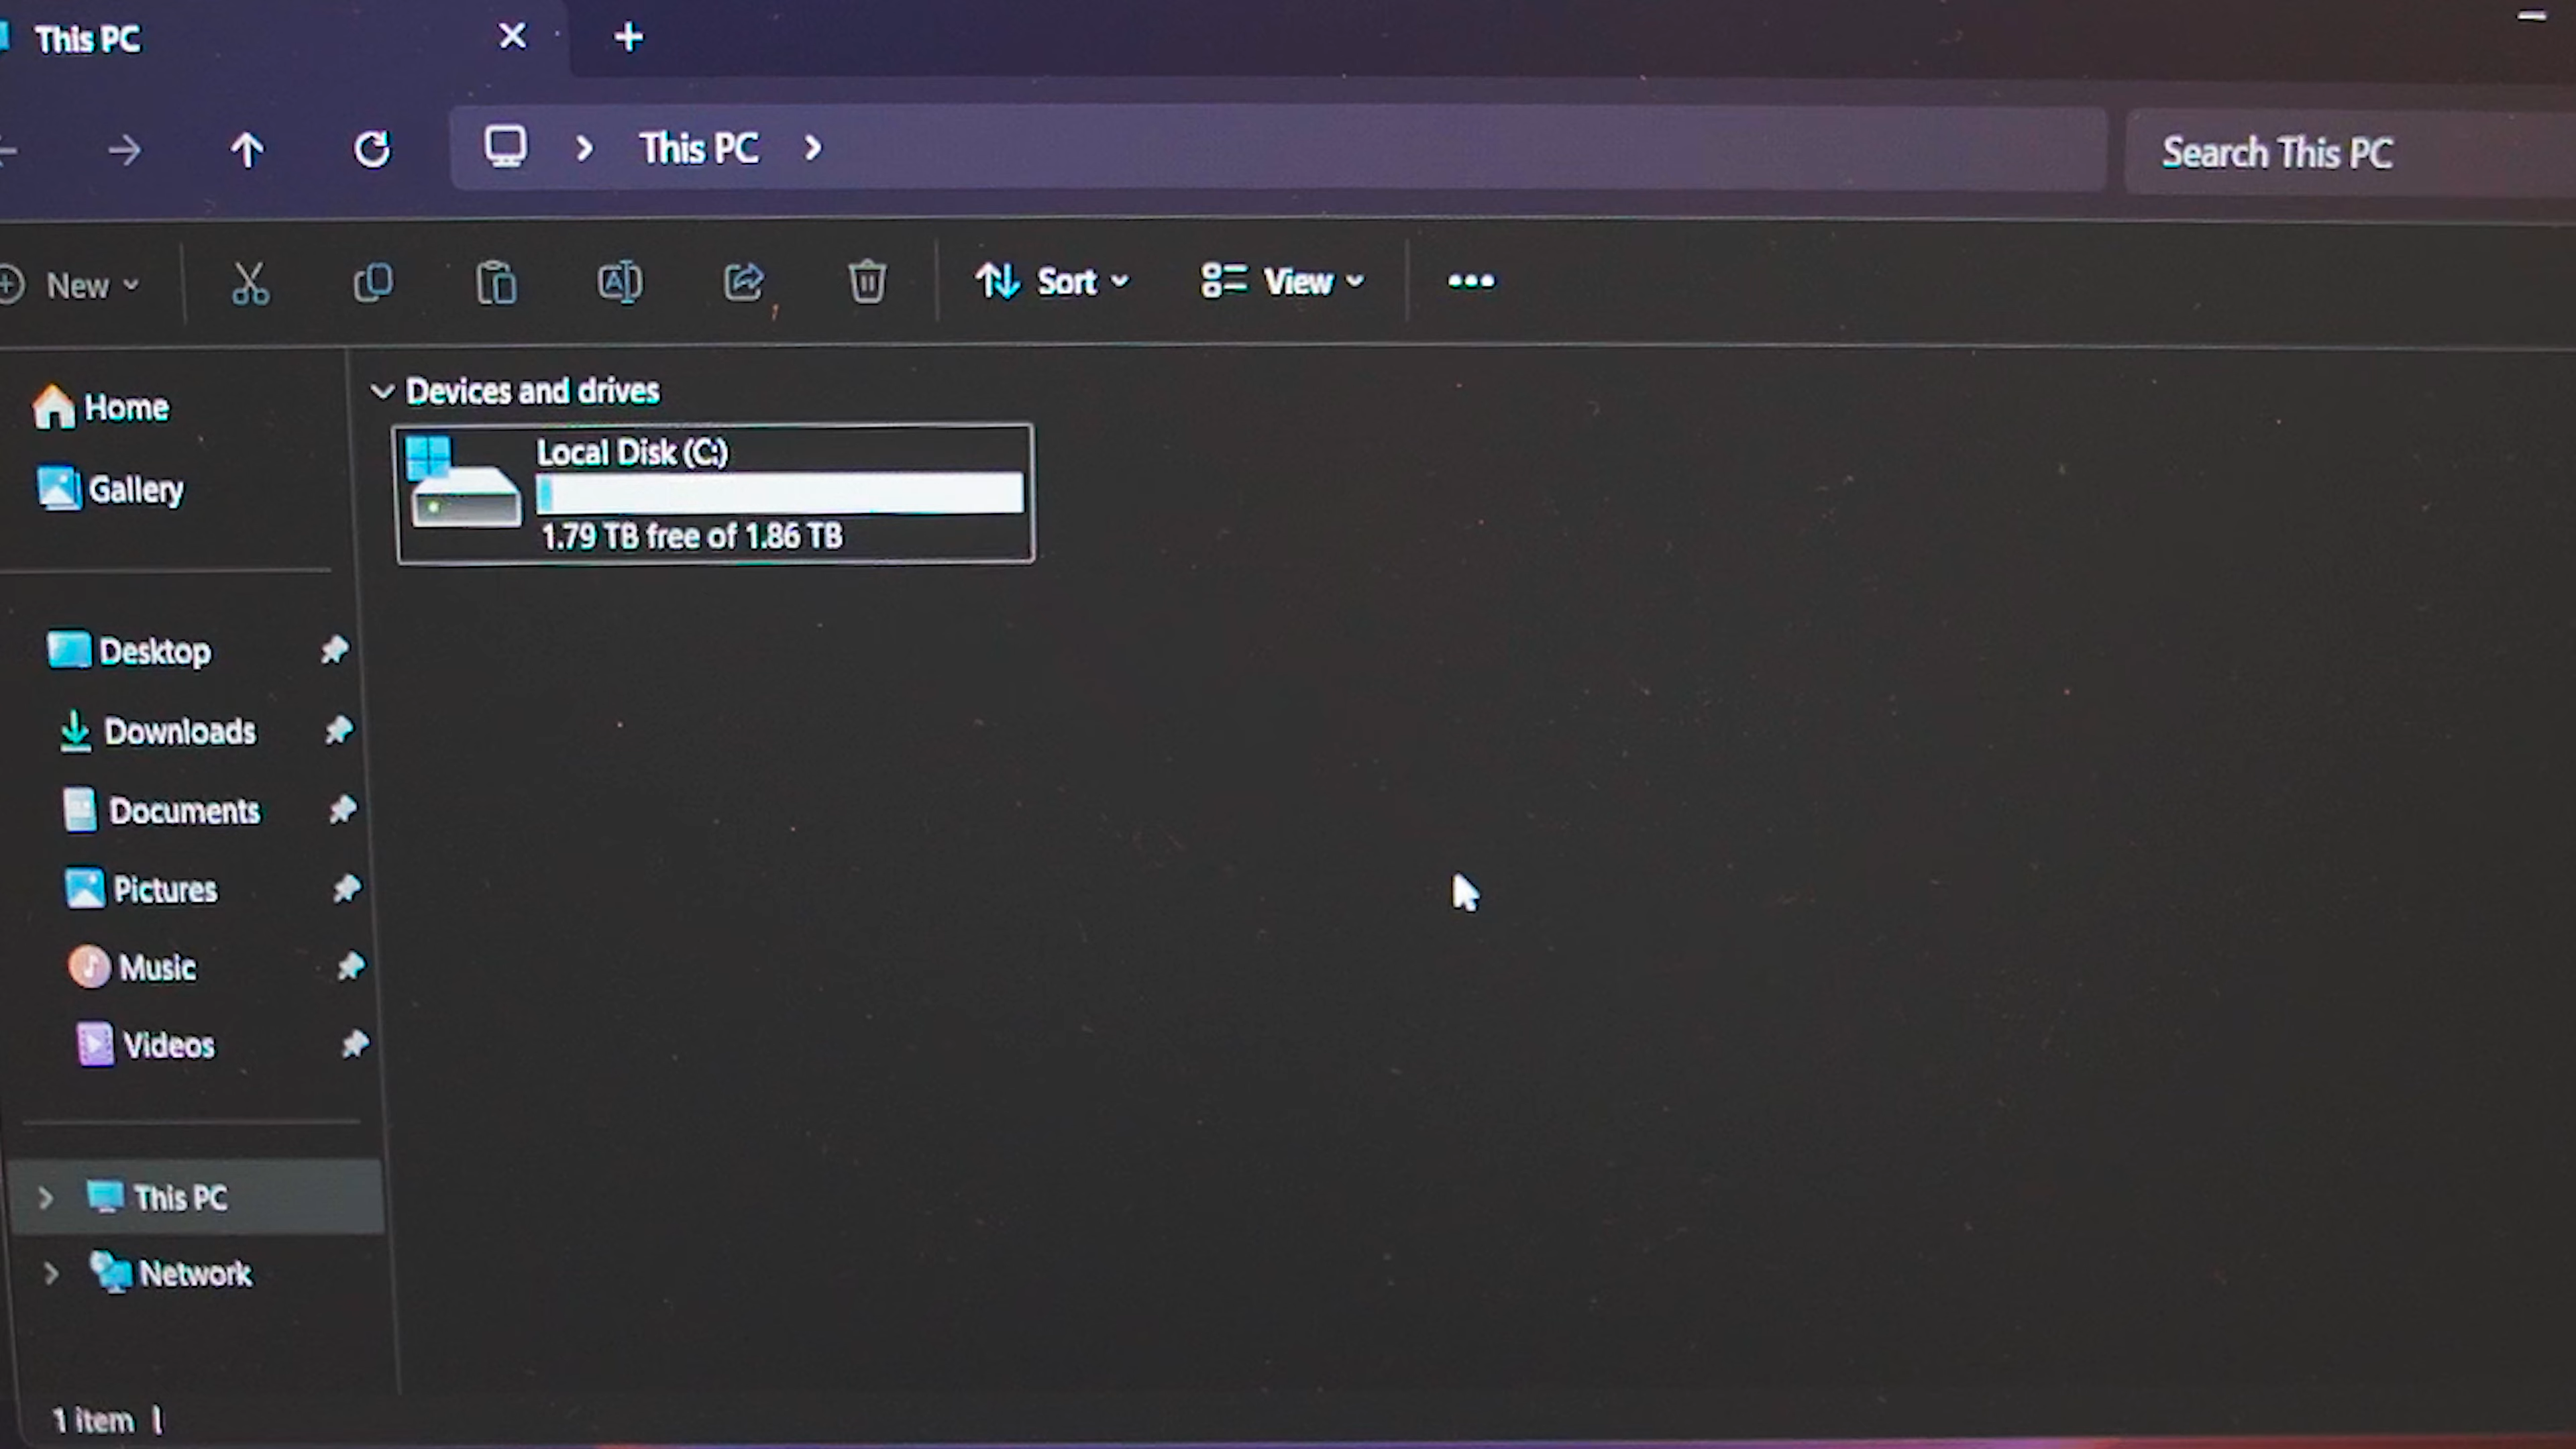 This PC
This PC
Search This PC
New
Sort
View
Home
Gallery
Desktop
Downloads
Documents
Pictures
Music
Videos
This PC
Network
Devices and drives
Local Disk (C:)
1.79 TB free of 1.86 TB
1 item